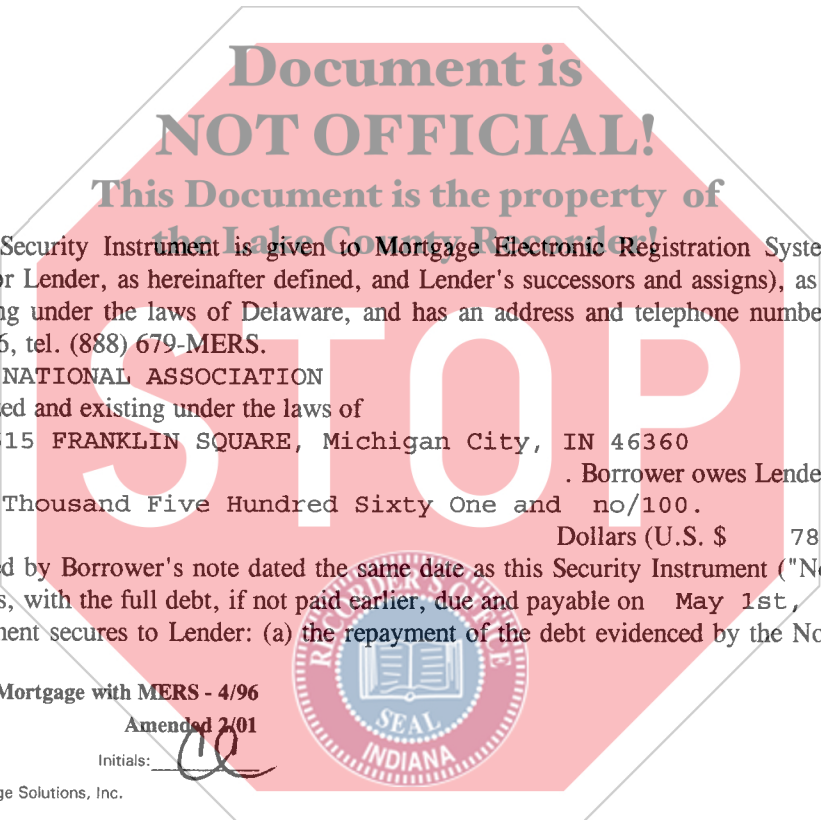 Document is
NOT OFFICIAL!
This Document is the property of
the Lake County Recorder!
Security Instrument is given to Mortgage Electronic Registration Syste
or Lender, as hereinafter defined, and Lender's successors and assigns), as
ng under the laws of Delaware, and has an address and telephone numbe
6, tel. (888) 679-MERS.
NATIONAL ASSOCIATION
ed and existing under the laws of
515 FRANKLIN SQUARE, Michigan City, IN 46360
. Borrower owes Lende
Thousand Five Hundred Sixty One and no/100.
Dollars (U.S. $ 78
ed by Borrower's note dated the same date as this Security Instrument ("No
s, with the full debt, if not paid earlier, due and payable on May 1st,
ment secures to Lender: (a) the repayment of the debt evidenced by the No
STOP
RECORDER'S OFFICE
SEAL
INDIANA
Mortgage with MERS - 4/96
Amended 2/01
Initials:
ge Solutions, Inc.